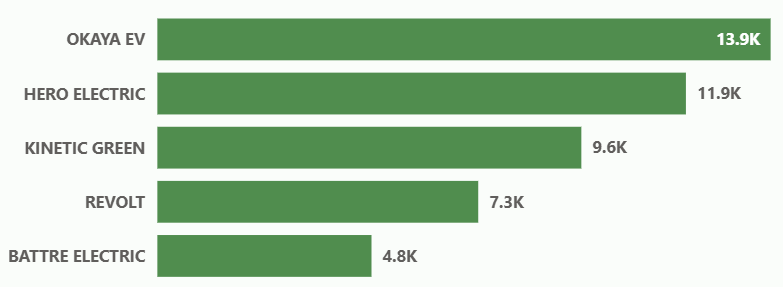 OKAYA EV 13.9K
HERO ELECTRIC 11.9K
KINETIC GREEN 9.6K
REVOLT 7.3K
BATTRE ELECTRIC 4.8K